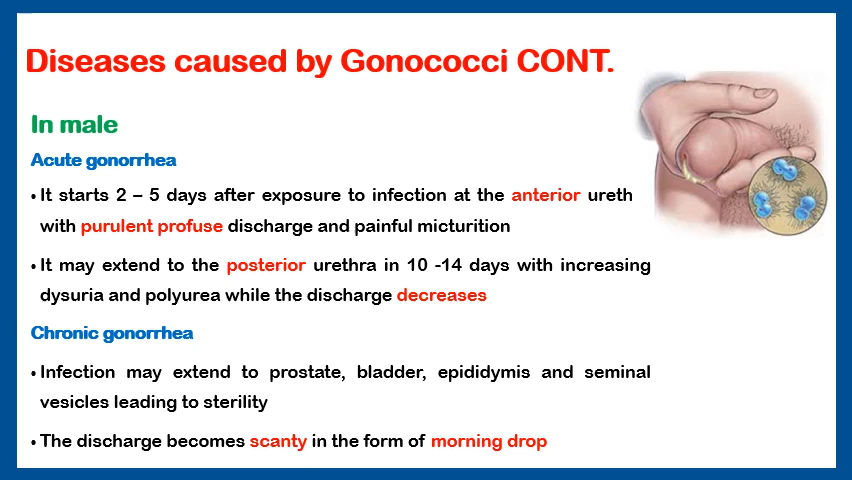 Diseases caused by Gonococci CONT.
In male
Acute gonorrhea
• It starts 2 – 5 days after exposure to infection at the anterior ureth
with purulent profuse discharge and painful micturition
• It may extend to the posterior urethra in 10 -14 days with increasing
dysuria and polyurea while the discharge decreases
Chronic gonorrhea
• Infection may extend to prostate, bladder, epididymis and seminal
vesicles leading to sterility
• The discharge becomes scanty in the form of morning drop